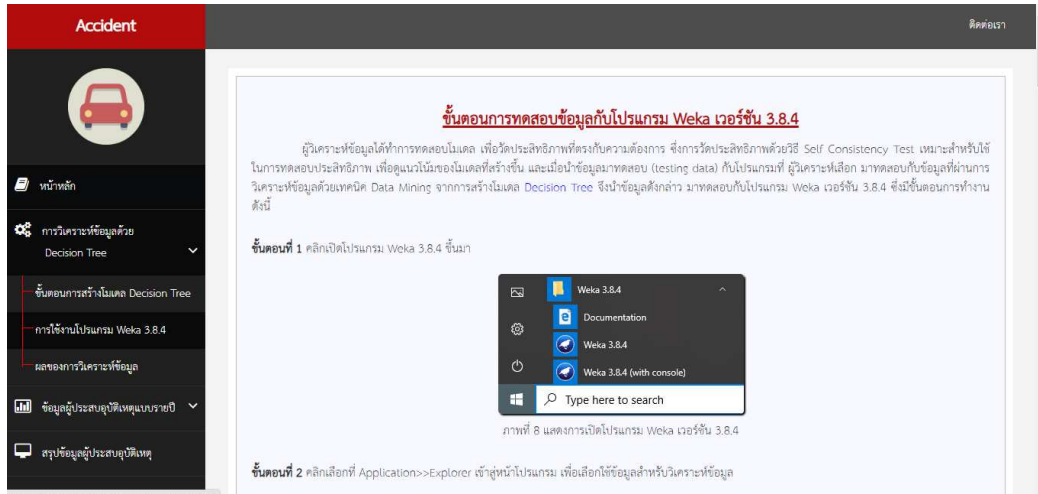 Accident
ติดต่อเรา
หน้าหลัก
การวิเคราะห์ข้อมูลด้วย
Decision Tree
ขั้นตอนการสร้างโมเดล Decision Tree
การใช้งานโปรแกรม Weka 3.8.4
ผลของการวิเคราะห์ข้อมูล
ข้อมูลผู้ประสบอุบัติเหตุแบบรายปี
สรุปข้อมูลผู้ประสบอุบัติเหตุ
ขั้นตอนการทดสอบข้อมูลกับโปรแกรม Weka เวอร์ชัน 3.8.4
ผู้วิเคราะห์ข้อมูลได้ทำการทดสอบโมเดล เพื่อวัดประสิทธิภาพที่ตรงกับความต้องการ ซึ่งการวัดประสิทธิภาพด้วยวิธี Self Consistency Test เหมาะสำหรับใช้
ในการทดสอบประสิทธิภาพ เพื่อดูแนวโน้มของโมเดลที่สร้างขึ้น และเมื่อนำข้อมูลมาทดสอบ (testing data) กับโปรแกรมที่ ผู้วิเคราะห์เลือก มาทดสอบกับข้อมูลที่ผ่านการ
วิเคราะห์ข้อมูลด้วยเทคนิค Data Mining จากการสร้างโมเดล Decision Tree จึงนำข้อมูลดังกล่าว มาทดสอบกับโปรแกรม Weka เวอร์ชัน 3.8.4 ซึ่งมีขั้นตอนการทำงาน
ดังนี้
ขั้นตอนที่ 1 คลิกเปิดโปรแกรม Weka 3.8.4 ขึ้นมา
Weka 3.8.4
Documentation
Weka 3.8.4
Weka 3.8.4 (with console)
Type here to search
ภาพที่ 8 แสดงการเปิดโปรแกรม Weka เวอร์ชัน 3.8.4
ขั้นตอนที่ 2 คลิกเลือกที่ Application>>Explorer เข้าสู่หน้าโปรแกรม เพื่อเลือกใช้ข้อมูลสำหรับวิเคราะห์ข้อมูล